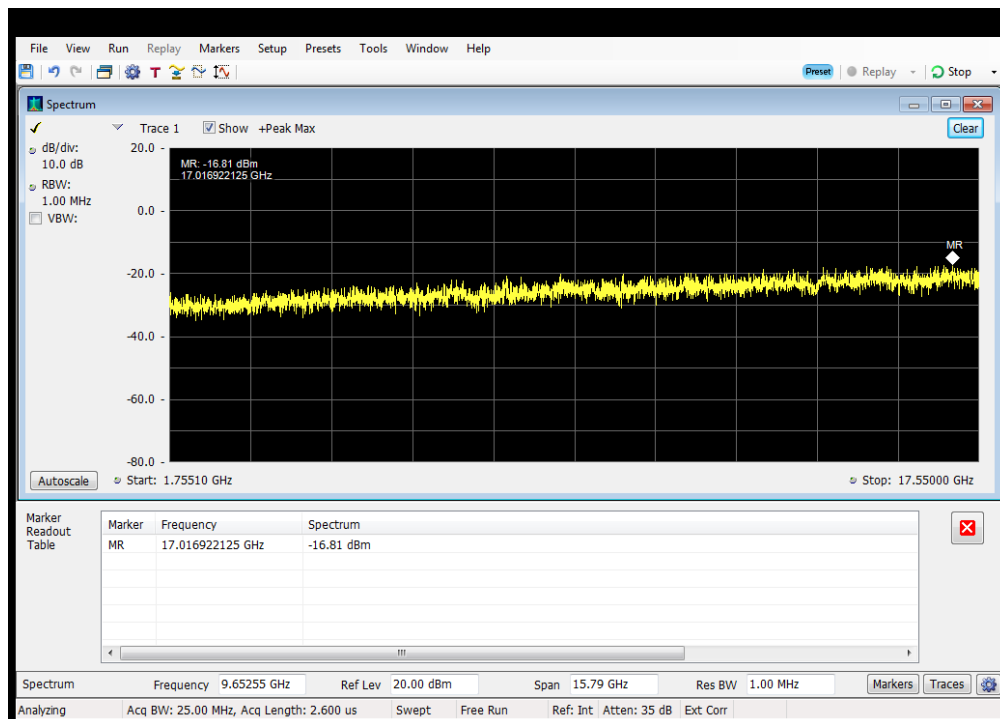 File View Run Replay Markers Setup Presets Tools Window Help
T Preset Replay Stop
Spectrum
Trace 1 Show +Peak Max Clear
dB/div:
10.0 dB
RBW:
1.00 MHz
VBW:
20.0 -
0.0 -
-20.0 -
-40.0 -
-60.0 -
-80.0 -
MR: -16.81 dBm
17.016922125 GHz
MR
Autoscale Start: 1.75510 GHz Stop: 17.55000 GHz
Marker
Readout
Table
Marker Frequency Spectrum
MR 17.016922125 GHz -16.81 dBm
Spectrum Frequency 9.65255 GHz Ref Lev 20.00 dBm Span 15.79 GHz Res BW 1.00 MHz Markers Traces
Analyzing Acq BW: 25.00 MHz, Acq Length: 2.600 us Swept Free Run Ref: Int Atten: 35 dB Ext Corr